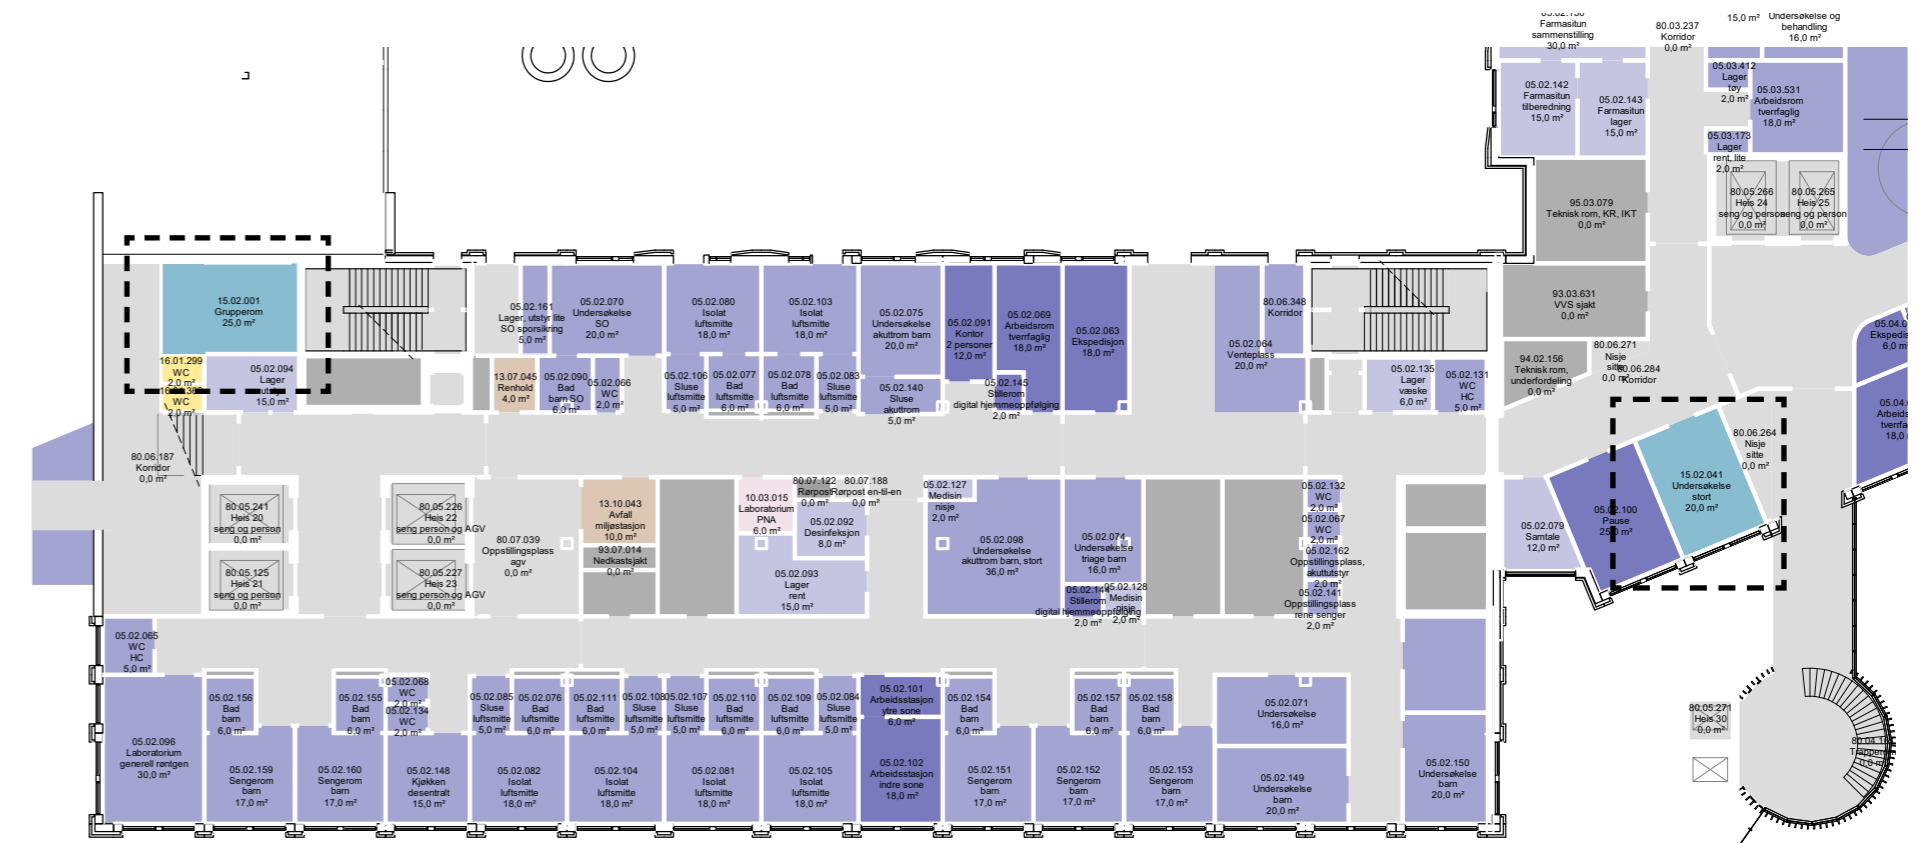 Farmasitun
sammenstilling
30,0 m²
80.03.237
Korridor
0,0 m²
15,0 m²
Undersøkelse og
behandling
16,0 m²
05.02.142
Farmasitun
tilberedning
15,0 m²
05.02.143
Farmasitun
lager
15,0 m²
05.03.412
Lager
tøy
2,0 m²
05.03.531
Arbeidsrom
tverrfaglig
18,0 m²
05.03.173
Lager
rent, lite
2,0 m²
95.03.079
Teknisk rom, KR, IKT
0,0 m²
80.05.266
Heis 24
seng og person
0,0 m²
80.05.265
Heis 25
seng og person
0,0 m²
93.03.631
VVS sjakt
0,0 m²
15.02.001
Grupperom
25,0 m²
16.01.299
WC
2,0 m²
WC
2,0 m²
05.02.094
Lager
15,0 m²
05.02.161
Lager, utstyr lite
SO sporsikring
5,0 m²
05.02.070
Undersøkelse
SO
20,0 m²
05.02.080
Isolat
luftsmitte
18,0 m²
05.02.103
Isolat
luftsmitte
18,0 m²
05.02.075
Undersøkelse
akuttrom barn
20,0 m²
05.02.091
Kontor
2 personer
12,0 m²
05.02.069
Arbeidsrom
tverrfaglig
18,0 m²
05.02.063
Ekspedisjon
18,0 m²
05.02.064
Venteplass
20,0 m²
80.06.348
Korridor
13.07.045
Renhold
4,0 m²
05.02.090
Bad
barn SO
6,0 m²
05.02.066
WC
2,0 m²
05.02.106
Sluse
luftsmitte
5,0 m²
05.02.077
Bad
luftsmitte
6,0 m²
05.02.078
Bad
luftsmitte
6,0 m²
05.02.083
Sluse
luftsmitte
5,0 m²
05.02.140
Sluse
akuttrom
5,0 m²
05.02.145
Stillerom
digital hjemmeoppfølging
2,0 m²
05.02.135
Lager
væske
6,0 m²
05.02.131
WC
HC
5,0 m²
94.02.156
Teknisk rom,
underfordeling
0,0 m²
80.06.271
Nisje
sitte
0,0 m²
80.06.284
Korridor
Ekspedis
6,0 m²
05.04.
Arbeids
tverrfa
18,0
80.06.187
Korridor
0,0 m²
80.05.241
Heis 20
seng og person
0,0 m²
80.05.226
Heis 22
seng person og AGV
0,0 m²
80.05.125
Heis 21
seng og person
0,0 m²
80.05.227
Heis 23
seng person og AGV
0,0 m²
80.07.039
Oppstillingsplass
agv
0,0 m²
13.10.043
Avfall
miljøstasjon
10,0 m²
93.07.014
Nedkastsjakt
0,0 m²
10.03.015
Laboratorium
PNA
6,0 m²
80.07.122
Rørpost
0,0 m²
80.07.188
Rørpost en-til-en
0,0 m²
05.02.092
Desinfeksjon
8,0 m²
05.02.093
Lager
rent
15,0 m²
05.02.127
Medisin
nisje
2,0 m²
05.02.098
Undersøkelse
akuttrom barn, stort
36,0 m²
05.02.074
Undersøkelse
triage barn
16,0 m²
Stillerom
digital hjemmeoppfølging
2,0 m²
05.02.128
Medisin
nisje
2,0 m²
05.02.132
WC
2,0 m²
05.02.067
WC
2,0 m²
05.02.162
Oppstillingsplass,
akuttutstyr
2,0 m²
05.02.141
Oppstillingsplass
rene senger
2,0 m²
05.02.079
Samtale
12,0 m²
05.02.100
Pause
25,0 m²
15.02.041
Undersøkelse
stort
20,0 m²
80.06.264
Nisje
sitte
0,0 m²
05.02.065
WC
HC
5,0 m²
05.02.096
Laboratorium
generell røntgen
30,0 m²
05.02.156
Bad
barn
6,0 m²
05.02.155
Bad
barn
6,0 m²
05.02.068
WC
2,0 m²
05.02.134
WC
2,0 m²
05.02.085
Sluse
luftsmitte
5,0 m²
05.02.076
Bad
luftsmitte
6,0 m²
05.02.111
Bad
luftsmitte
6,0 m²
05.02.108
Sluse
luftsmitte
5,0 m²
05.02.107
Sluse
luftsmitte
5,0 m²
05.02.110
Bad
luftsmitte
6,0 m²
05.02.109
Bad
luftsmitte
6,0 m²
05.02.084
Sluse
luftsmitte
5,0 m²
05.02.101
Arbeidsstasjon
ytre sone
6,0 m²
05.02.154
Bad
barn
6,0 m²
05.02.157
Bad
barn
6,0 m²
05.02.158
Bad
barn
6,0 m²
05.02.071
Undersøkelse
16,0 m²
05.02.159
Sengerom
barn
17,0 m²
05.02.160
Sengerom
barn
17,0 m²
05.02.148
Kjøkken
desentralt
15,0 m²
05.02.082
Isolat
luftsmitte
18,0 m²
05.02.104
Isolat
luftsmitte
18,0 m²
05.02.081
Isolat
luftsmitte
18,0 m²
05.02.105
Isolat
luftsmitte
18,0 m²
05.02.102
Arbeidsstasjon
indre sone
18,0 m²
05.02.151
Sengerom
barn
17,0 m²
05.02.152
Sengerom
barn
17,0 m²
05.02.153
Sengerom
barn
17,0 m²
05.02.149
Undersøkelse
barn
20,0 m²
05.02.150
Undersøkelse
barn
20,0 m²
80.05.271
Heis 30
0,0 m²